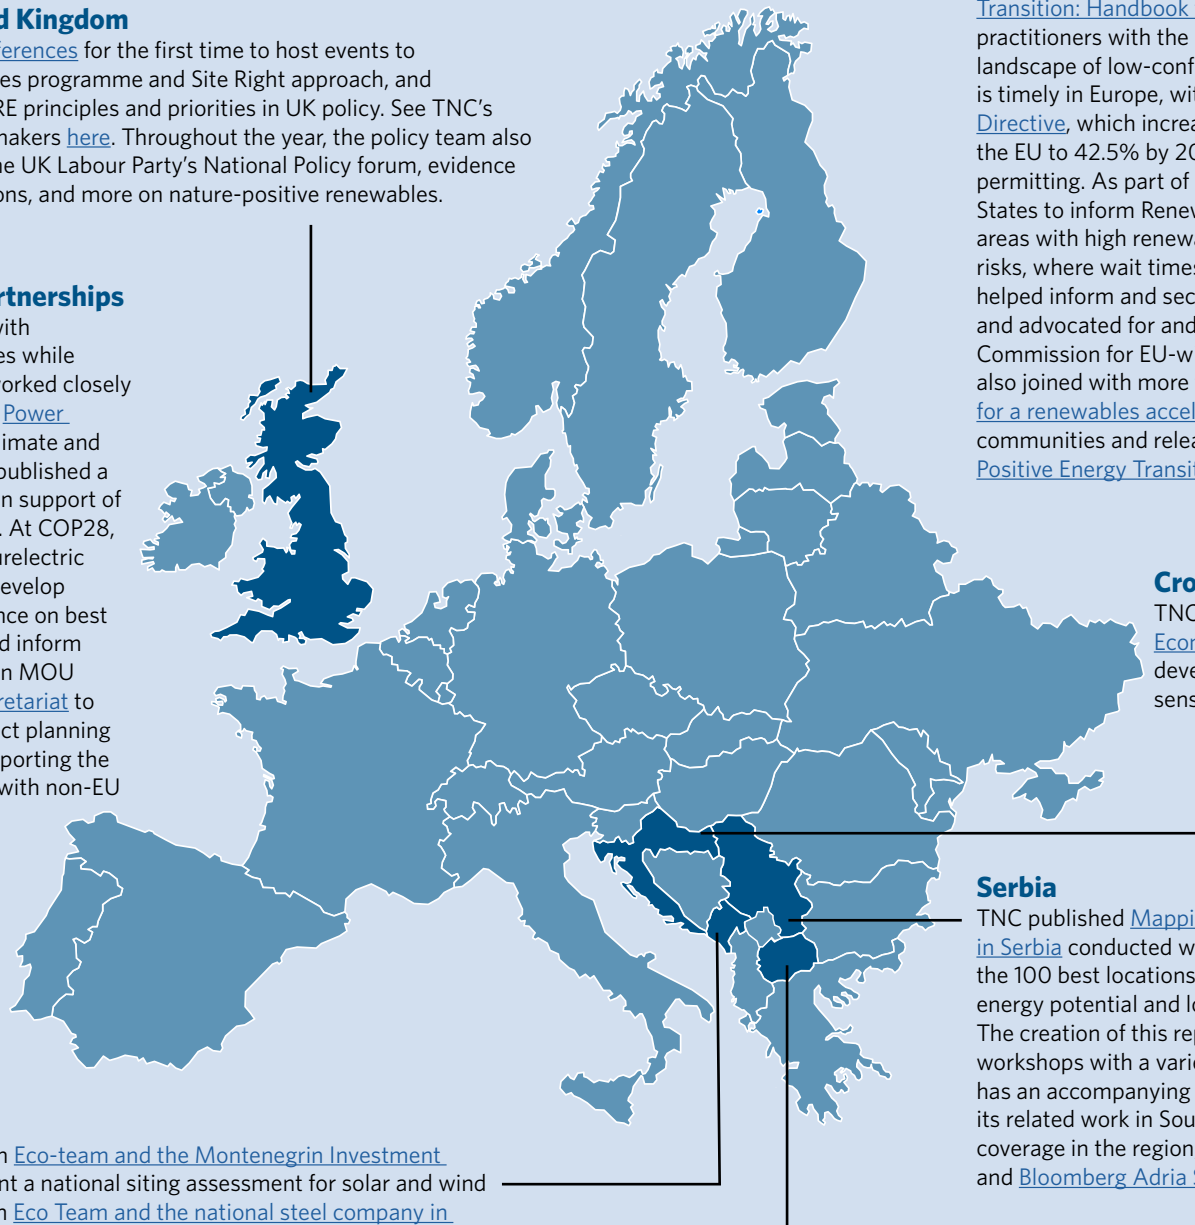 d Kingdom
ferences for the first time to host events to
es programme and Site Right approach, and
RE principles and priorities in UK policy. See TNC's
makers here. Throughout the year, the policy team also
he UK Labour Party's National Policy forum, evidence
ons, and more on nature-positive renewables.
rtnerships
with
es while
worked closely
Power
limate and
published a
n support of
. At COP28,
urelectric
develop
nce on best
d inform
n MOU
retariat to
ct planning
porting the
with non-EU
Transition: Handbook
practitioners with the
landscape of low-conf
is timely in Europe, wit
Directive, which increa
the EU to 42.5% by 20
permitting. As part of
States to inform Renew
areas with high renewa
risks, where wait times
helped inform and sec
and advocated for and
Commission for EU-w
also joined with more
for a renewables accel
communities and relea
Positive Energy Transit
Cro
TNC
Econ
deve
sens
Serbia
TNC published Mappi
in Serbia conducted w
the 100 best locations
energy potential and lo
The creation of this rep
workshops with a varie
has an accompanying
its related work in Sou
coverage in the region,
and Bloomberg Adria S
n Eco-team and the Montenegrin Investment
nt a national siting assessment for solar and wind
n Eco Team and the national steel company in